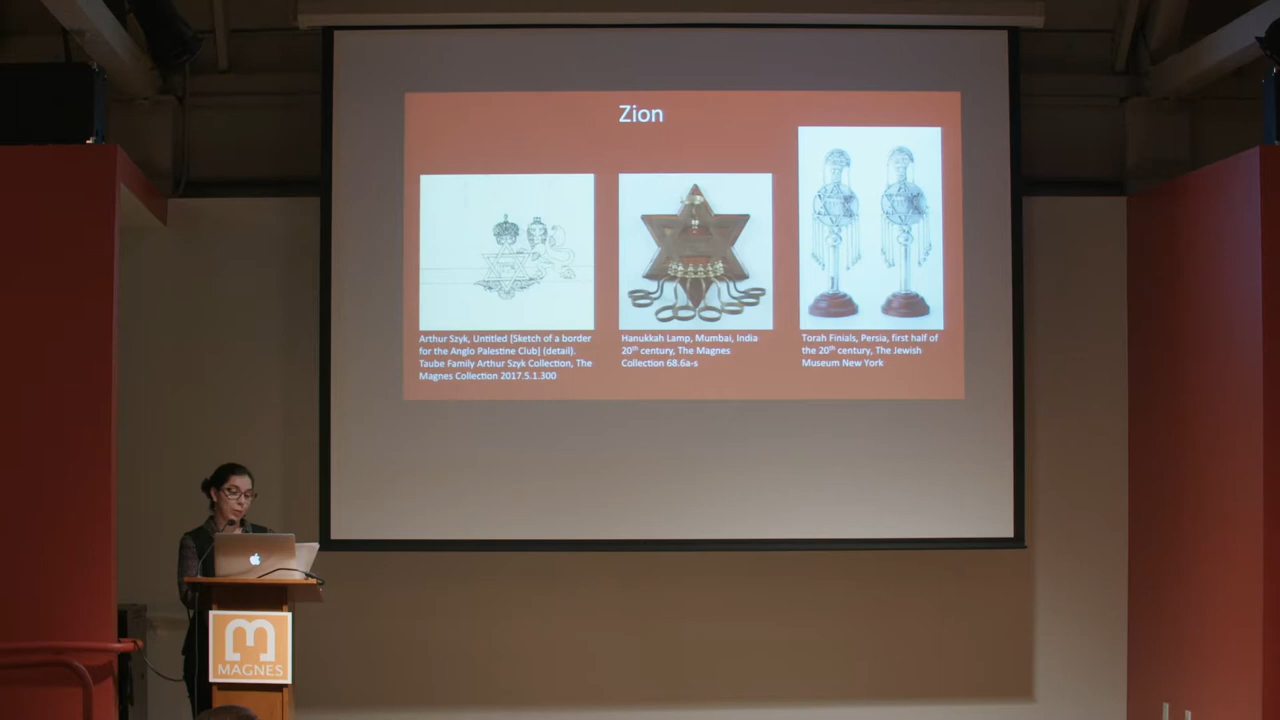 Zion
Arthur Szyk, Untitled [Sketch of a border
for the Anglo Palestine Club] (detail).
Taube Family Arthur Szyk Collection, The
Magnes Collection 2017.5.1.300
Hanukkah Lamp, Mumbai, India
20th century, The Magnes
Collection 68.6a-s
Torah Finials, Persia, first half of
the 20th century, The Jewish
Museum New York
MAGNES